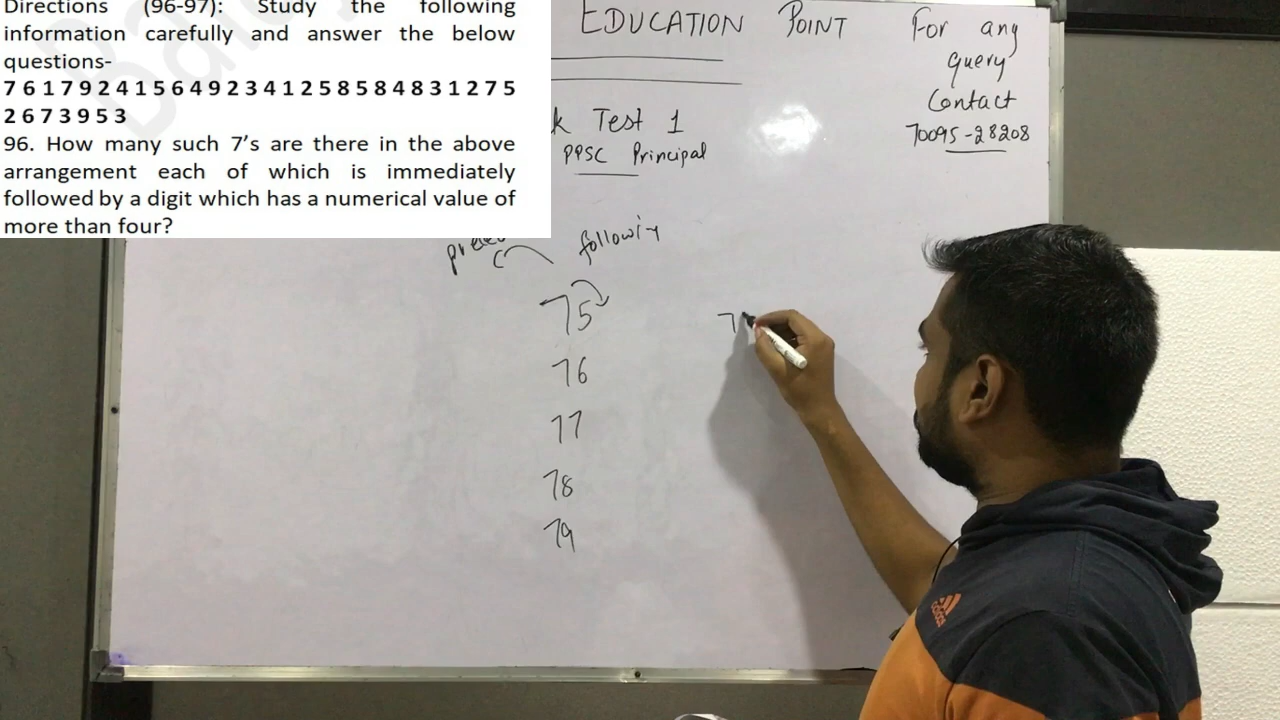 Directions (96-97): Study the following
information carefully and answer the below
questions-
7 6 1 7 9 2 4 1 5 6 4 9 2 3 4 1 2 5 8 5 8 4 8 3 1 2 7 5
2 6 7 3 9 5 3
96. How many such 7’s are there in the above
arrangement each of which is immediately
followed by a digit which has a numerical value of
more than four?
EDUCATION POINT
Test 1
PPSC Principal
For any
query
Contact
70095-28208
following
75
76
77
78
79
7
adidas